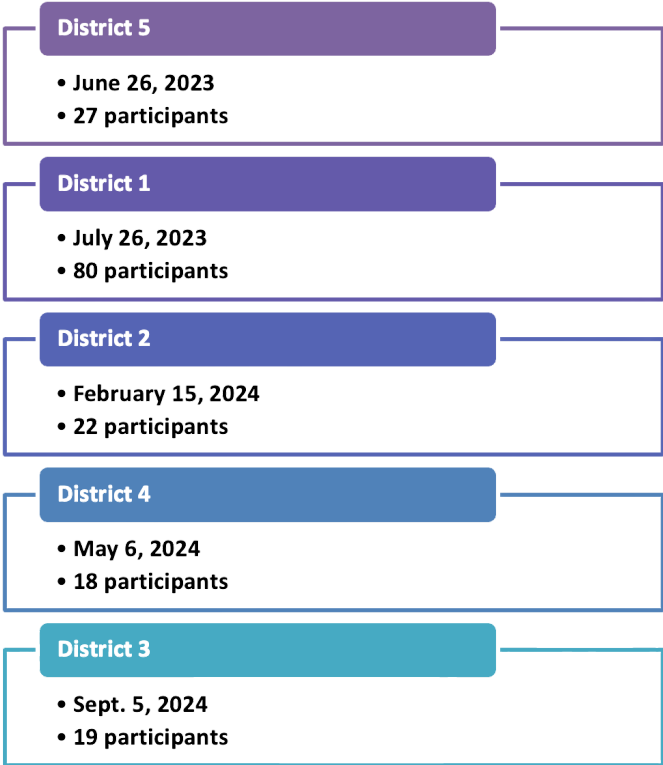 District 5
• June 26, 2023
• 27 participants
District 1
• July 26, 2023
• 80 participants
District 2
• February 15, 2024
• 22 participants
District 4
• May 6, 2024
• 18 participants
District 3
• Sept. 5, 2024
• 19 participants